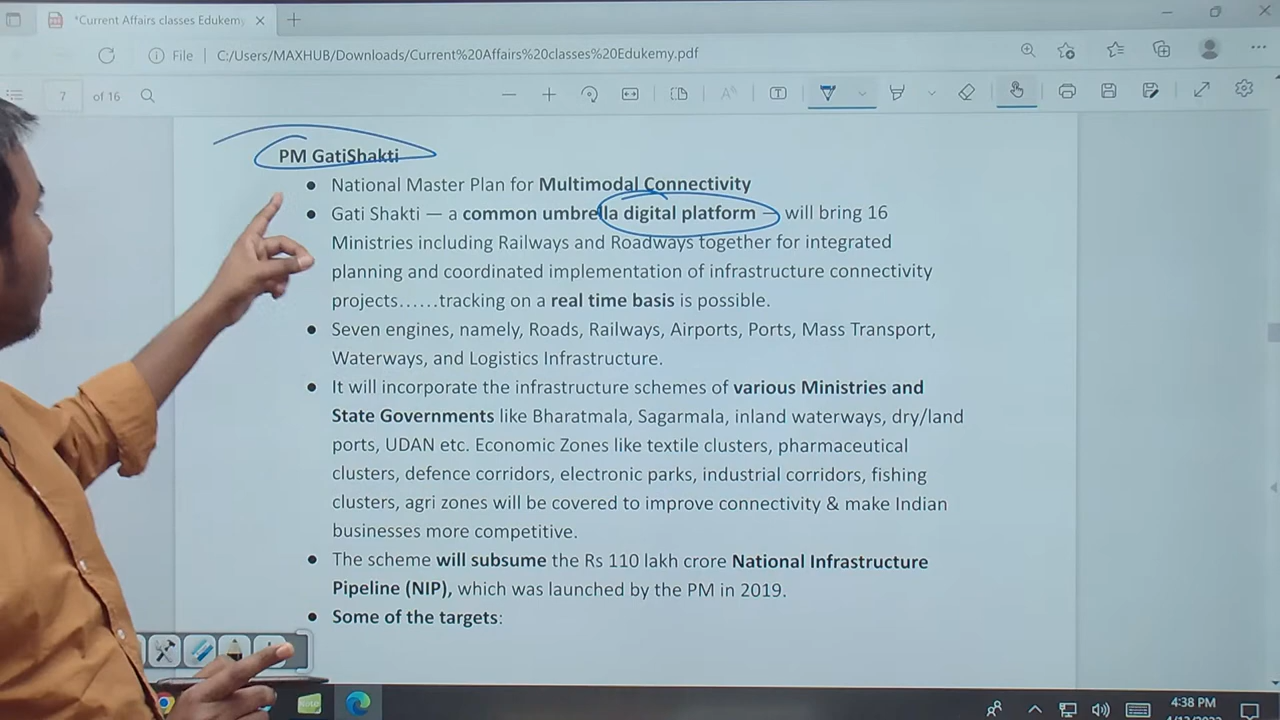 *Current Affairs classes Edukemy
File
C:/Users/MAXHUB/Downloads/Current%20Affairs%20classes%20Edukemy.pdf
7 of 16
PM GatiShakti
National Master Plan for Multimodal Connectivity
Gati Shakti — a common umbrella digital platform — will bring 16
Ministries including Railways and Roadways together for integrated
planning and coordinated implementation of infrastructure connectivity
projects……tracking on a real time basis is possible.
Seven engines, namely, Roads, Railways, Airports, Ports, Mass Transport,
Waterways, and Logistics Infrastructure.
It will incorporate the infrastructure schemes of various Ministries and
State Governments like Bharatmala, Sagarmala, inland waterways, dry/land
ports, UDAN etc. Economic Zones like textile clusters, pharmaceutical
clusters, defence corridors, electronic parks, industrial corridors, fishing
clusters, agri zones will be covered to improve connectivity & make Indian
businesses more competitive.
The scheme will subsume the Rs 110 lakh crore National Infrastructure
Pipeline (NIP), which was launched by the PM in 2019.
Some of the targets:
4:38 PM